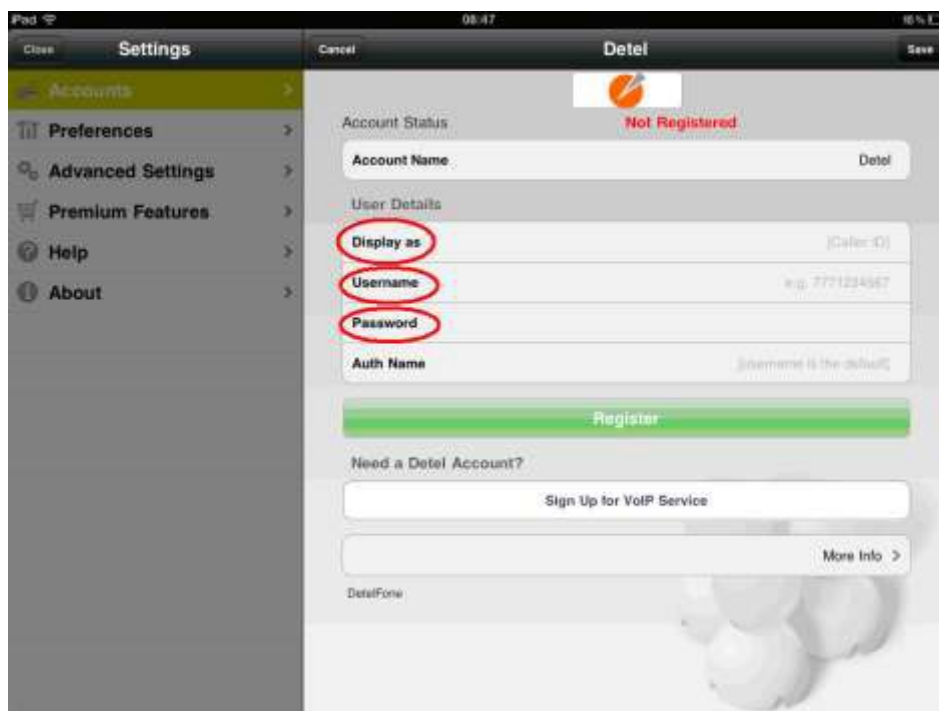 iPad 08:47 16%
Close Settings Cancel Detel Save
Accounts
Account Status Not Registered
Preferences
Account Name Detel
Advanced Settings
Premium Features
User Details
Display as [Caller ID]
Help
Username e.g. 7771234567
About
Password
Auth Name [username is the default]
Register
Need a Detel Account?
Sign Up for VoIP Service
More Info
DetelFone